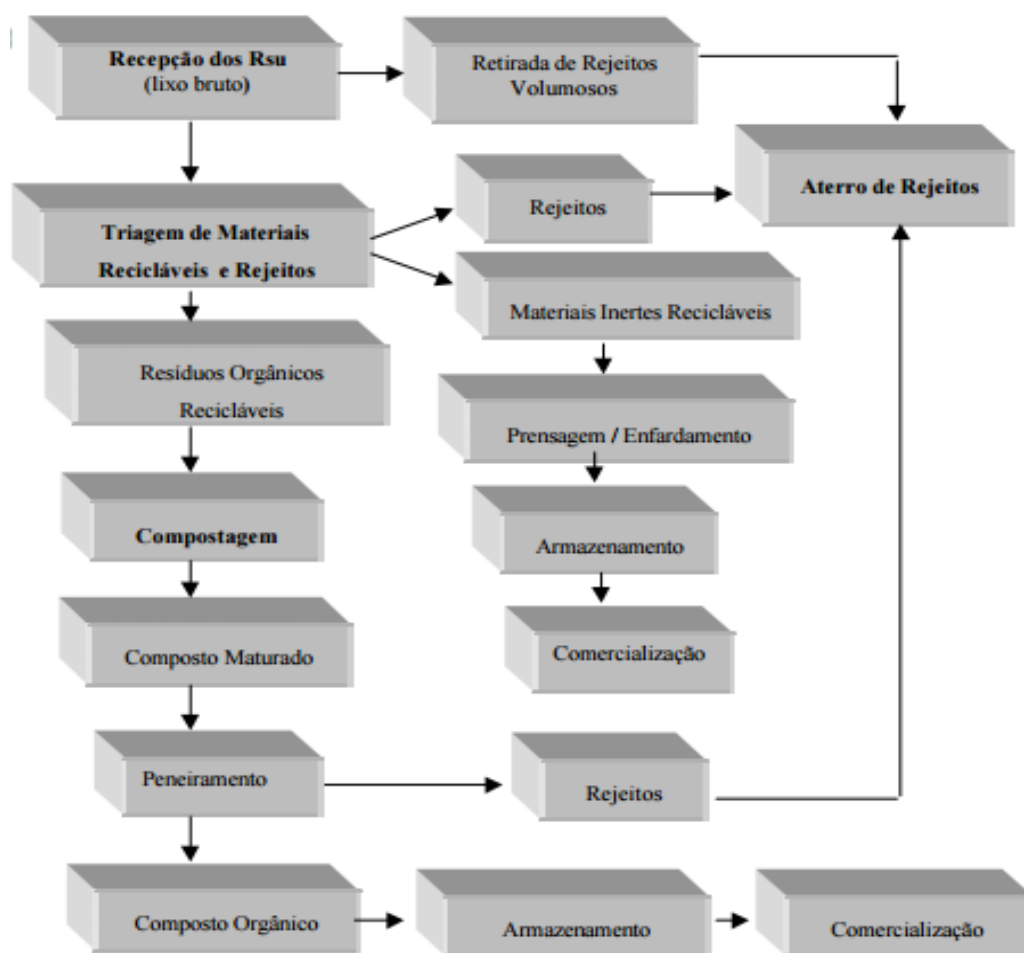 Recepção dos Rsu
(lixo bruto)
Retirada de Rejeitos
Volumosos
Aterro de Rejeitos
Triagem de Materiais
Recicláveis e Rejeitos
Rejeitos
Materiais Inertes Recicláveis
Resíduos Orgânicos
Recicláveis
Prensagem / Enfardamento
Compostagem
Armazenamento
Composto Maturado
Comercialização
Peneiramento
Rejeitos
Composto Orgânico
Armazenamento
Comercialização